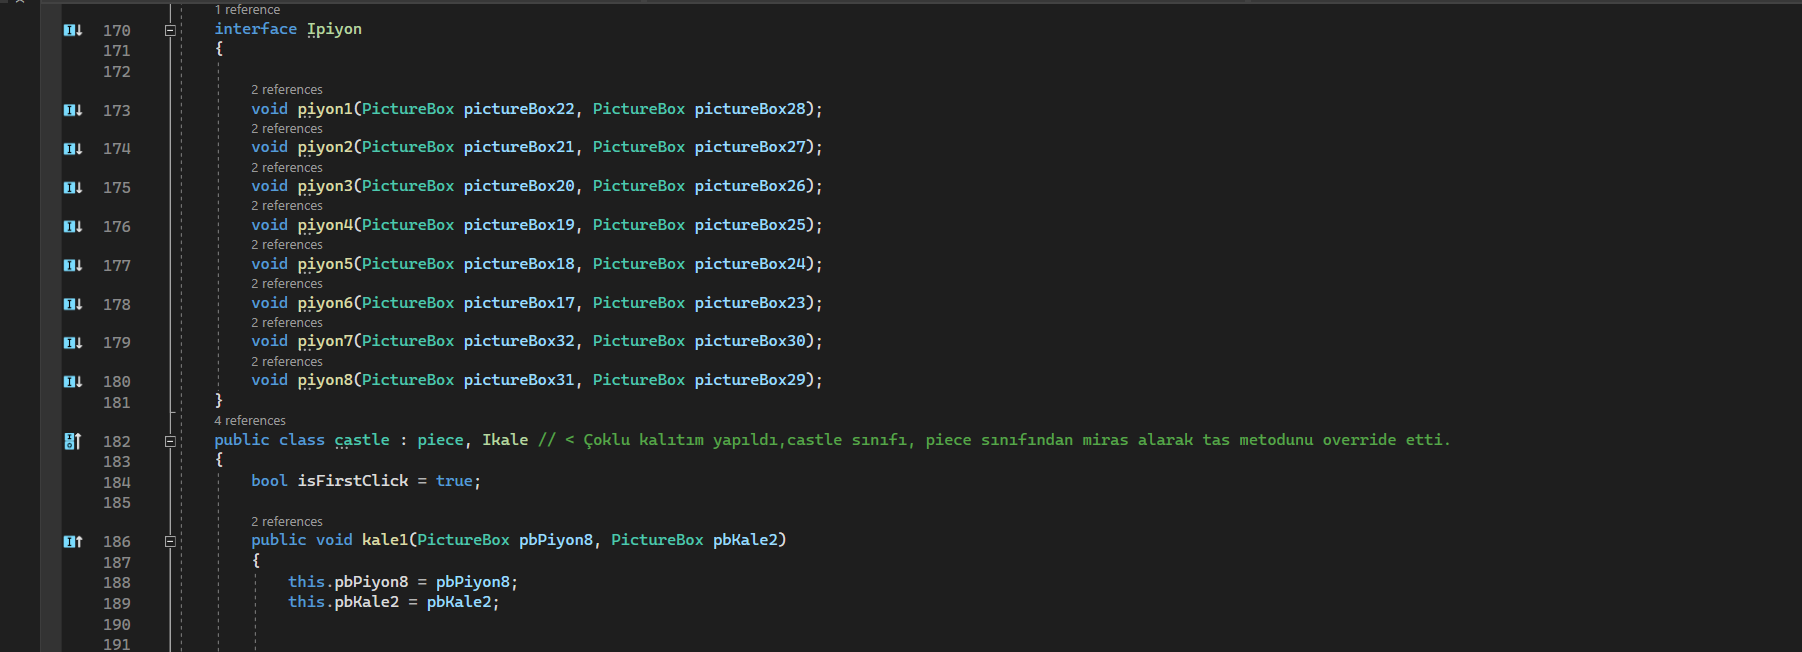 1 reference
170 interface Ipiyon
171 {
172
2 references
173 void piyon1(PictureBox pictureBox22, PictureBox pictureBox28);
2 references
174 void piyon2(PictureBox pictureBox21, PictureBox pictureBox27);
2 references
175 void piyon3(PictureBox pictureBox20, PictureBox pictureBox26);
2 references
176 void piyon4(PictureBox pictureBox19, PictureBox pictureBox25);
2 references
177 void piyon5(PictureBox pictureBox18, PictureBox pictureBox24);
2 references
178 void piyon6(PictureBox pictureBox17, PictureBox pictureBox23);
2 references
179 void piyon7(PictureBox pictureBox32, PictureBox pictureBox30);
2 references
180 void piyon8(PictureBox pictureBox31, PictureBox pictureBox29);
181 }
4 references
182 public class castle : piece, Ikale // < Çoklu kalıtım yapıldı,castle sınıfı, piece sınıfından miras alarak tas metodunu override etti.
183 {
184 bool isFirstClick = true;
185
2 references
186 public void kale1(PictureBox pbPiyon8, PictureBox pbKale2)
187 {
188 this.pbPiyon8 = pbPiyon8;
189 this.pbKale2 = pbKale2;
190
191